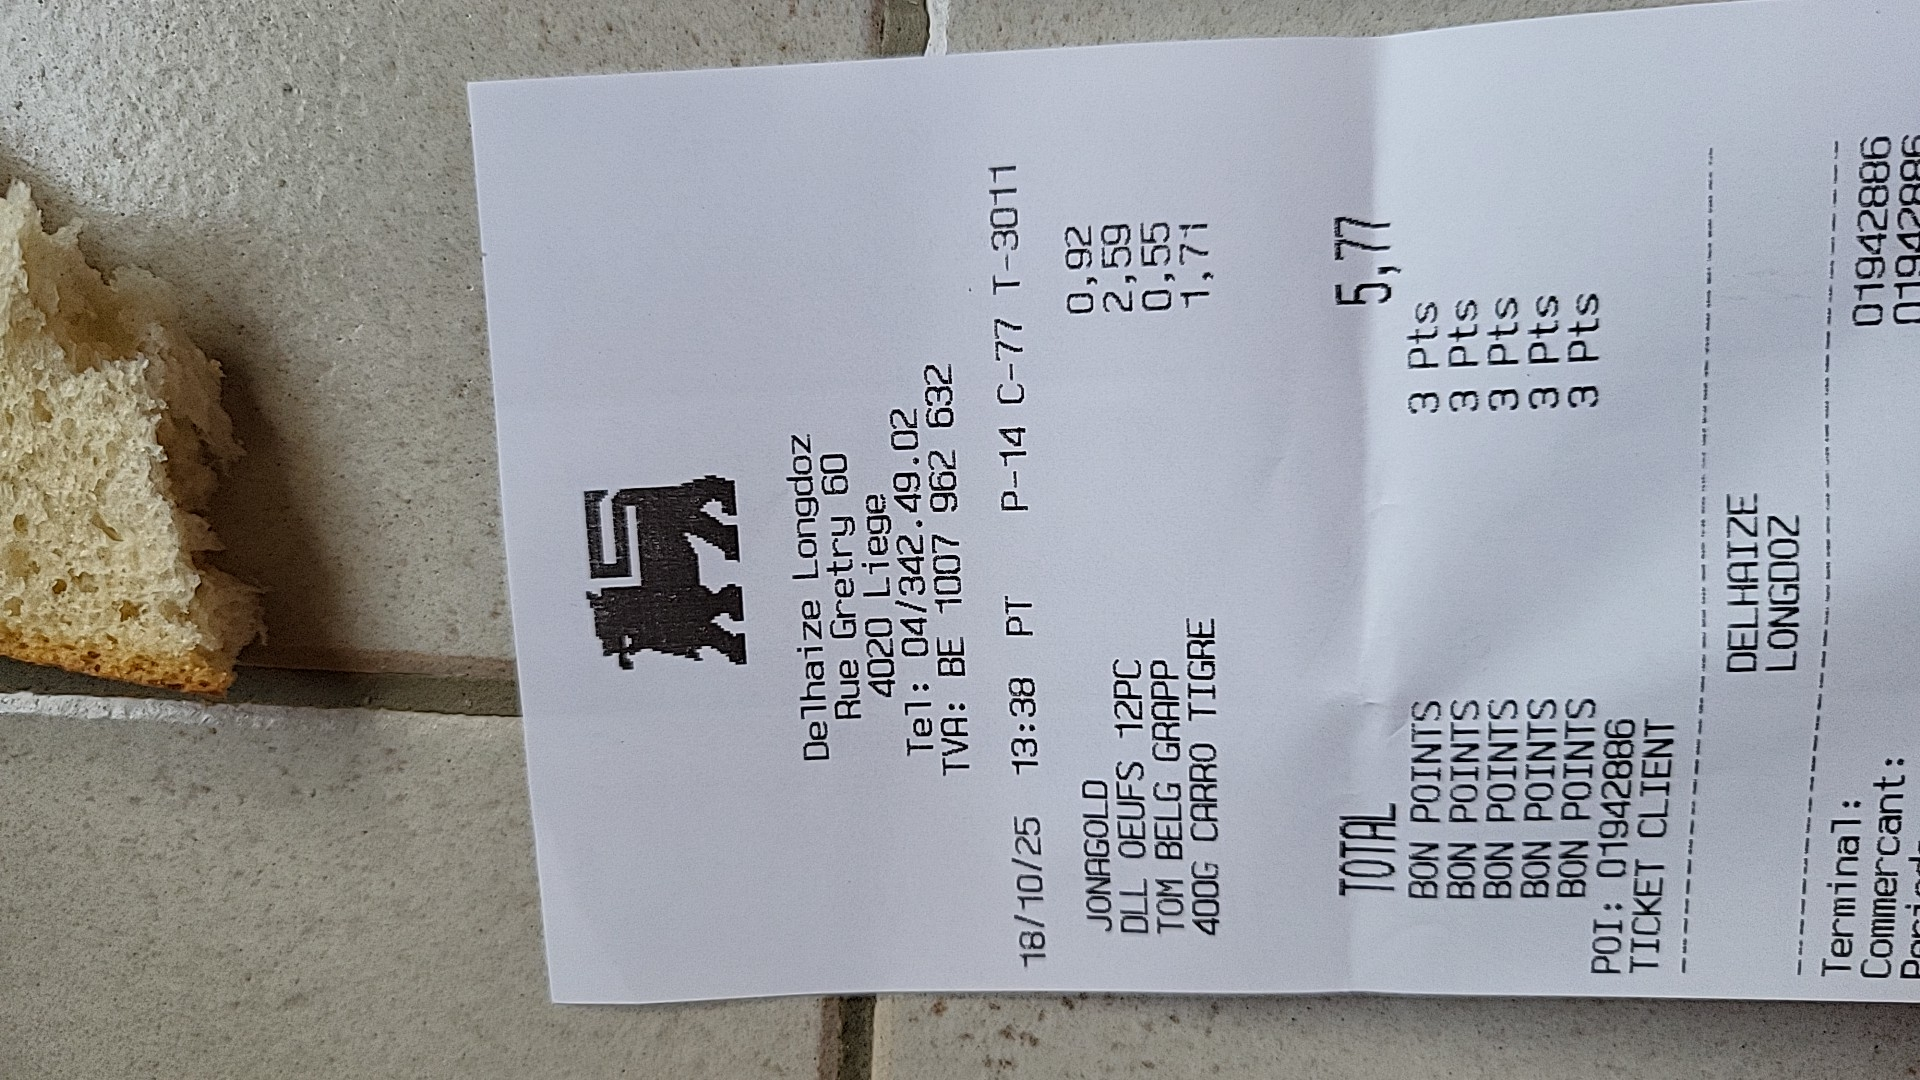 Delhaize Longdoz
Rue Gretry 60
4020 Liege
Tel: 04/342.49.02
TVA: BE 1007 962 632
18/10/25 13:38 PT P-14 C-77 T-3011
JONAGOLD 0,92
DLL OEUFS 12PC 2,59
TOM BELG GRAPP 0,55
400G CARRO TIGRE 1,71
TOTAL 5,77
BON POINTS 3 Pts
BON POINTS 3 Pts
BON POINTS 3 Pts
BON POINTS 3 Pts
BON POINTS 3 Pts
POI: 01942886
TICKET CLIENT
DELHAIZE
LONGDOZ
Terminal: 01942886
Commercant: 01942886